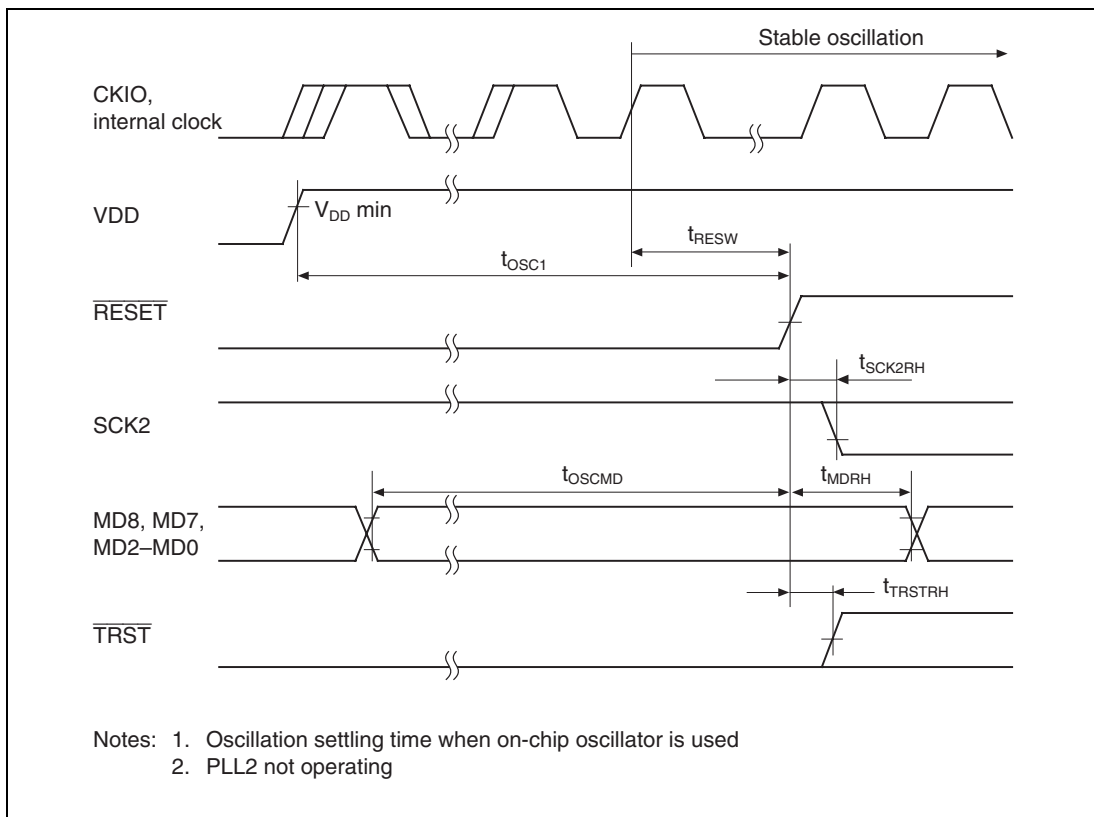 Stable oscillation
CKIO,
internal clock
VDD
VDD min
tRESW
tOSC1
RESET
tSCK2RH
SCK2
tOSCMD
tMDRH
MD8, MD7,
MD2–MD0
tTRSTRH
TRST
Notes: 1. Oscillation settling time when on-chip oscillator is used
2. PLL2 not operating